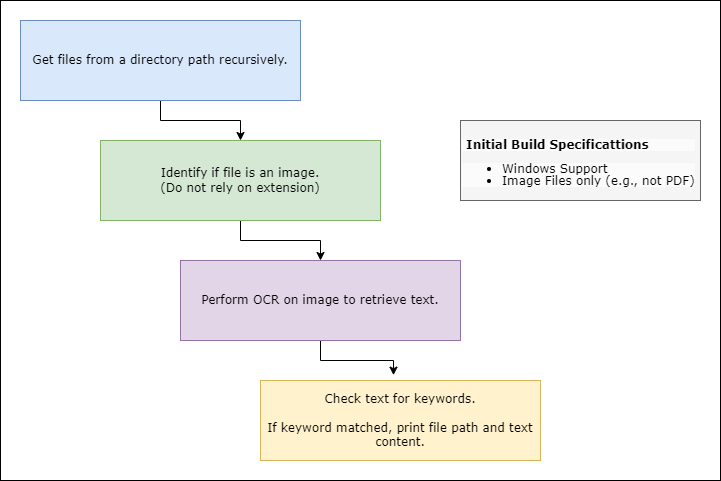 Get files from a directory path recursively.
Identify if file is an image.
(Do not rely on extension)
Initial Build Specificattions
• Windows Support
• Image Files only (e.g., not PDF)
Perform OCR on image to retrieve text.
Check text for keywords.
If keyword matched, print file path and text
content.